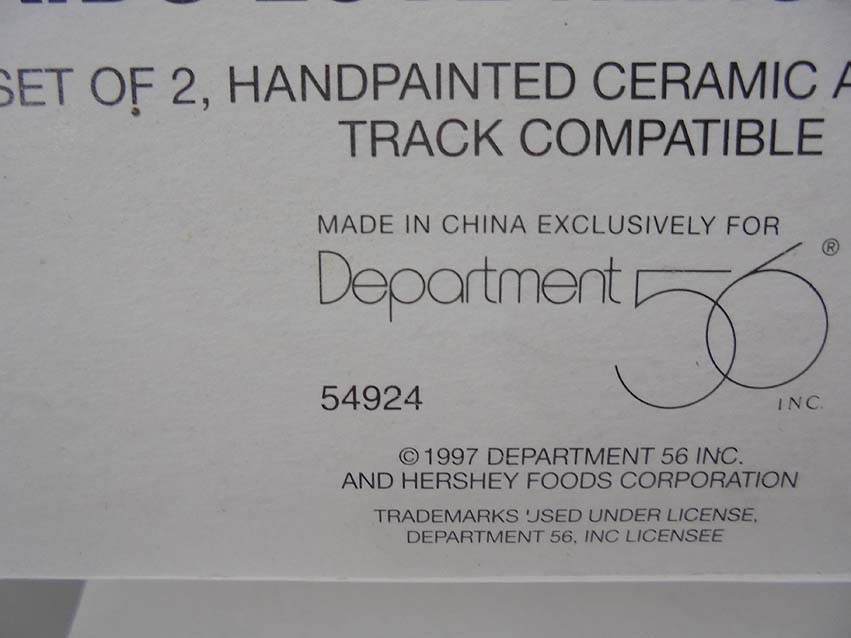 SET OF 2, HANDPAINTED CERAMIC A
TRACK COMPATIBLE
MADE IN CHINA EXCLUSIVELY FOR
Department 56 ®
INC.
54924
©1997 DEPARTMENT 56 INC.
AND HERSHEY FOODS CORPORATION
TRADEMARKS USED UNDER LICENSE,
DEPARTMENT 56, INC LICENSEE